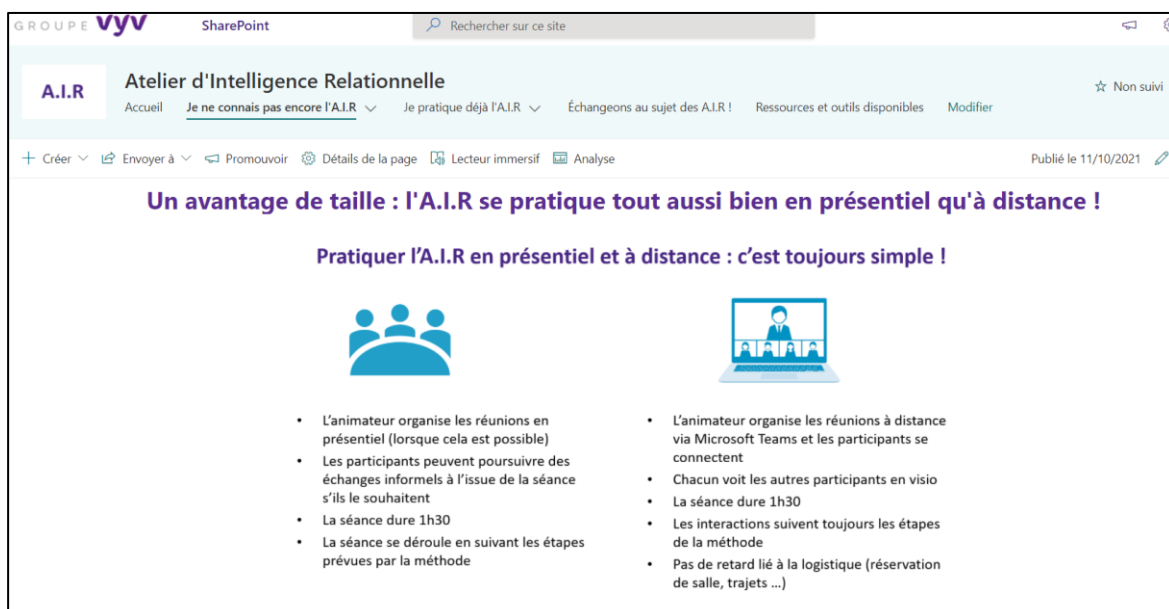 GROUPE vyv SharePoint Rechercher sur ce site
A.I.R
Atelier d'Intelligence Relationnelle
☆ Non suivi
Accueil Je ne connais pas encore l'A.I.R Je pratique déjà l'A.I.R Échangeons au sujet des A.I.R ! Ressources et outils disponibles Modifier
+ Créer Envoyer à Promouvoir Détails de la page Lecteur immersif Analyse Publié le 11/10/2021
Un avantage de taille : l'A.I.R se pratique tout aussi bien en présentiel qu'à distance !
Pratiquer l’A.I.R en présentiel et à distance : c’est toujours simple !
• L’animateur organise les réunions en
présentiel (lorsque cela est possible)
• Les participants peuvent poursuivre des
échanges informels à l’issue de la séance
s’ils le souhaitent
• La séance dure 1h30
• La séance se déroule en suivant les étapes
prévues par la méthode
• L’animateur organise les réunions à distance
via Microsoft Teams et les participants se
connectent
• Chacun voit les autres participants en visio
• La séance dure 1h30
• Les interactions suivent toujours les étapes
de la méthode
• Pas de retard lié à la logistique (réservation
de salle, trajets ...)